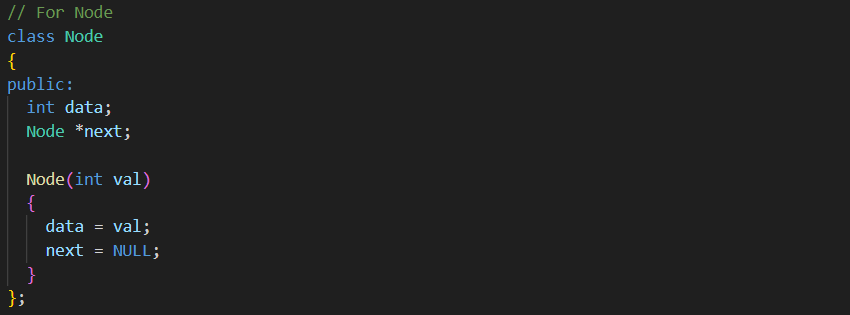 // For Node
class Node
{
public:
  int data;
  Node *next;

  Node(int val)
  {
    data = val;
    next = NULL;
  }
};